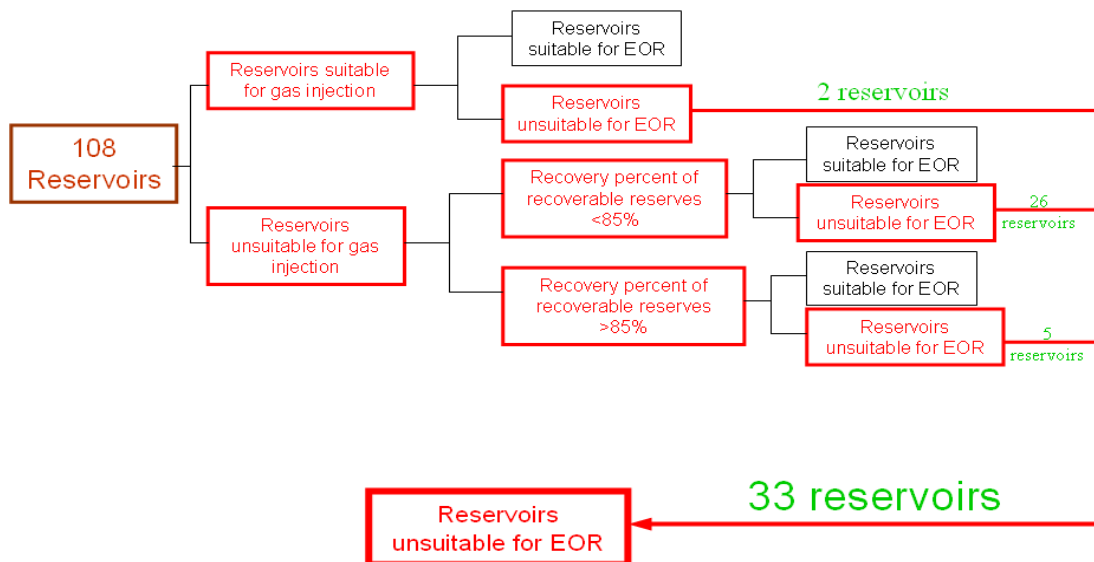 Reservoirs
suitable for EOR
Reservoirs suitable
for gas injection
Reservoirs
unsuitable for EOR
2 reservoirs
108
Reservoirs
Reservoirs
suitable for EOR
Recovery percent of
recoverable reserves
<85%
Reservoirs
unsuitable for EOR
26
reservoirs
Reservoirs
unsuitable for gas
injection
Reservoirs
suitable for EOR
Recovery percent of
recoverable reserves
>85%
Reservoirs
unsuitable for EOR
5
reservoirs
33 reservoirs
Reservoirs
unsuitable for EOR